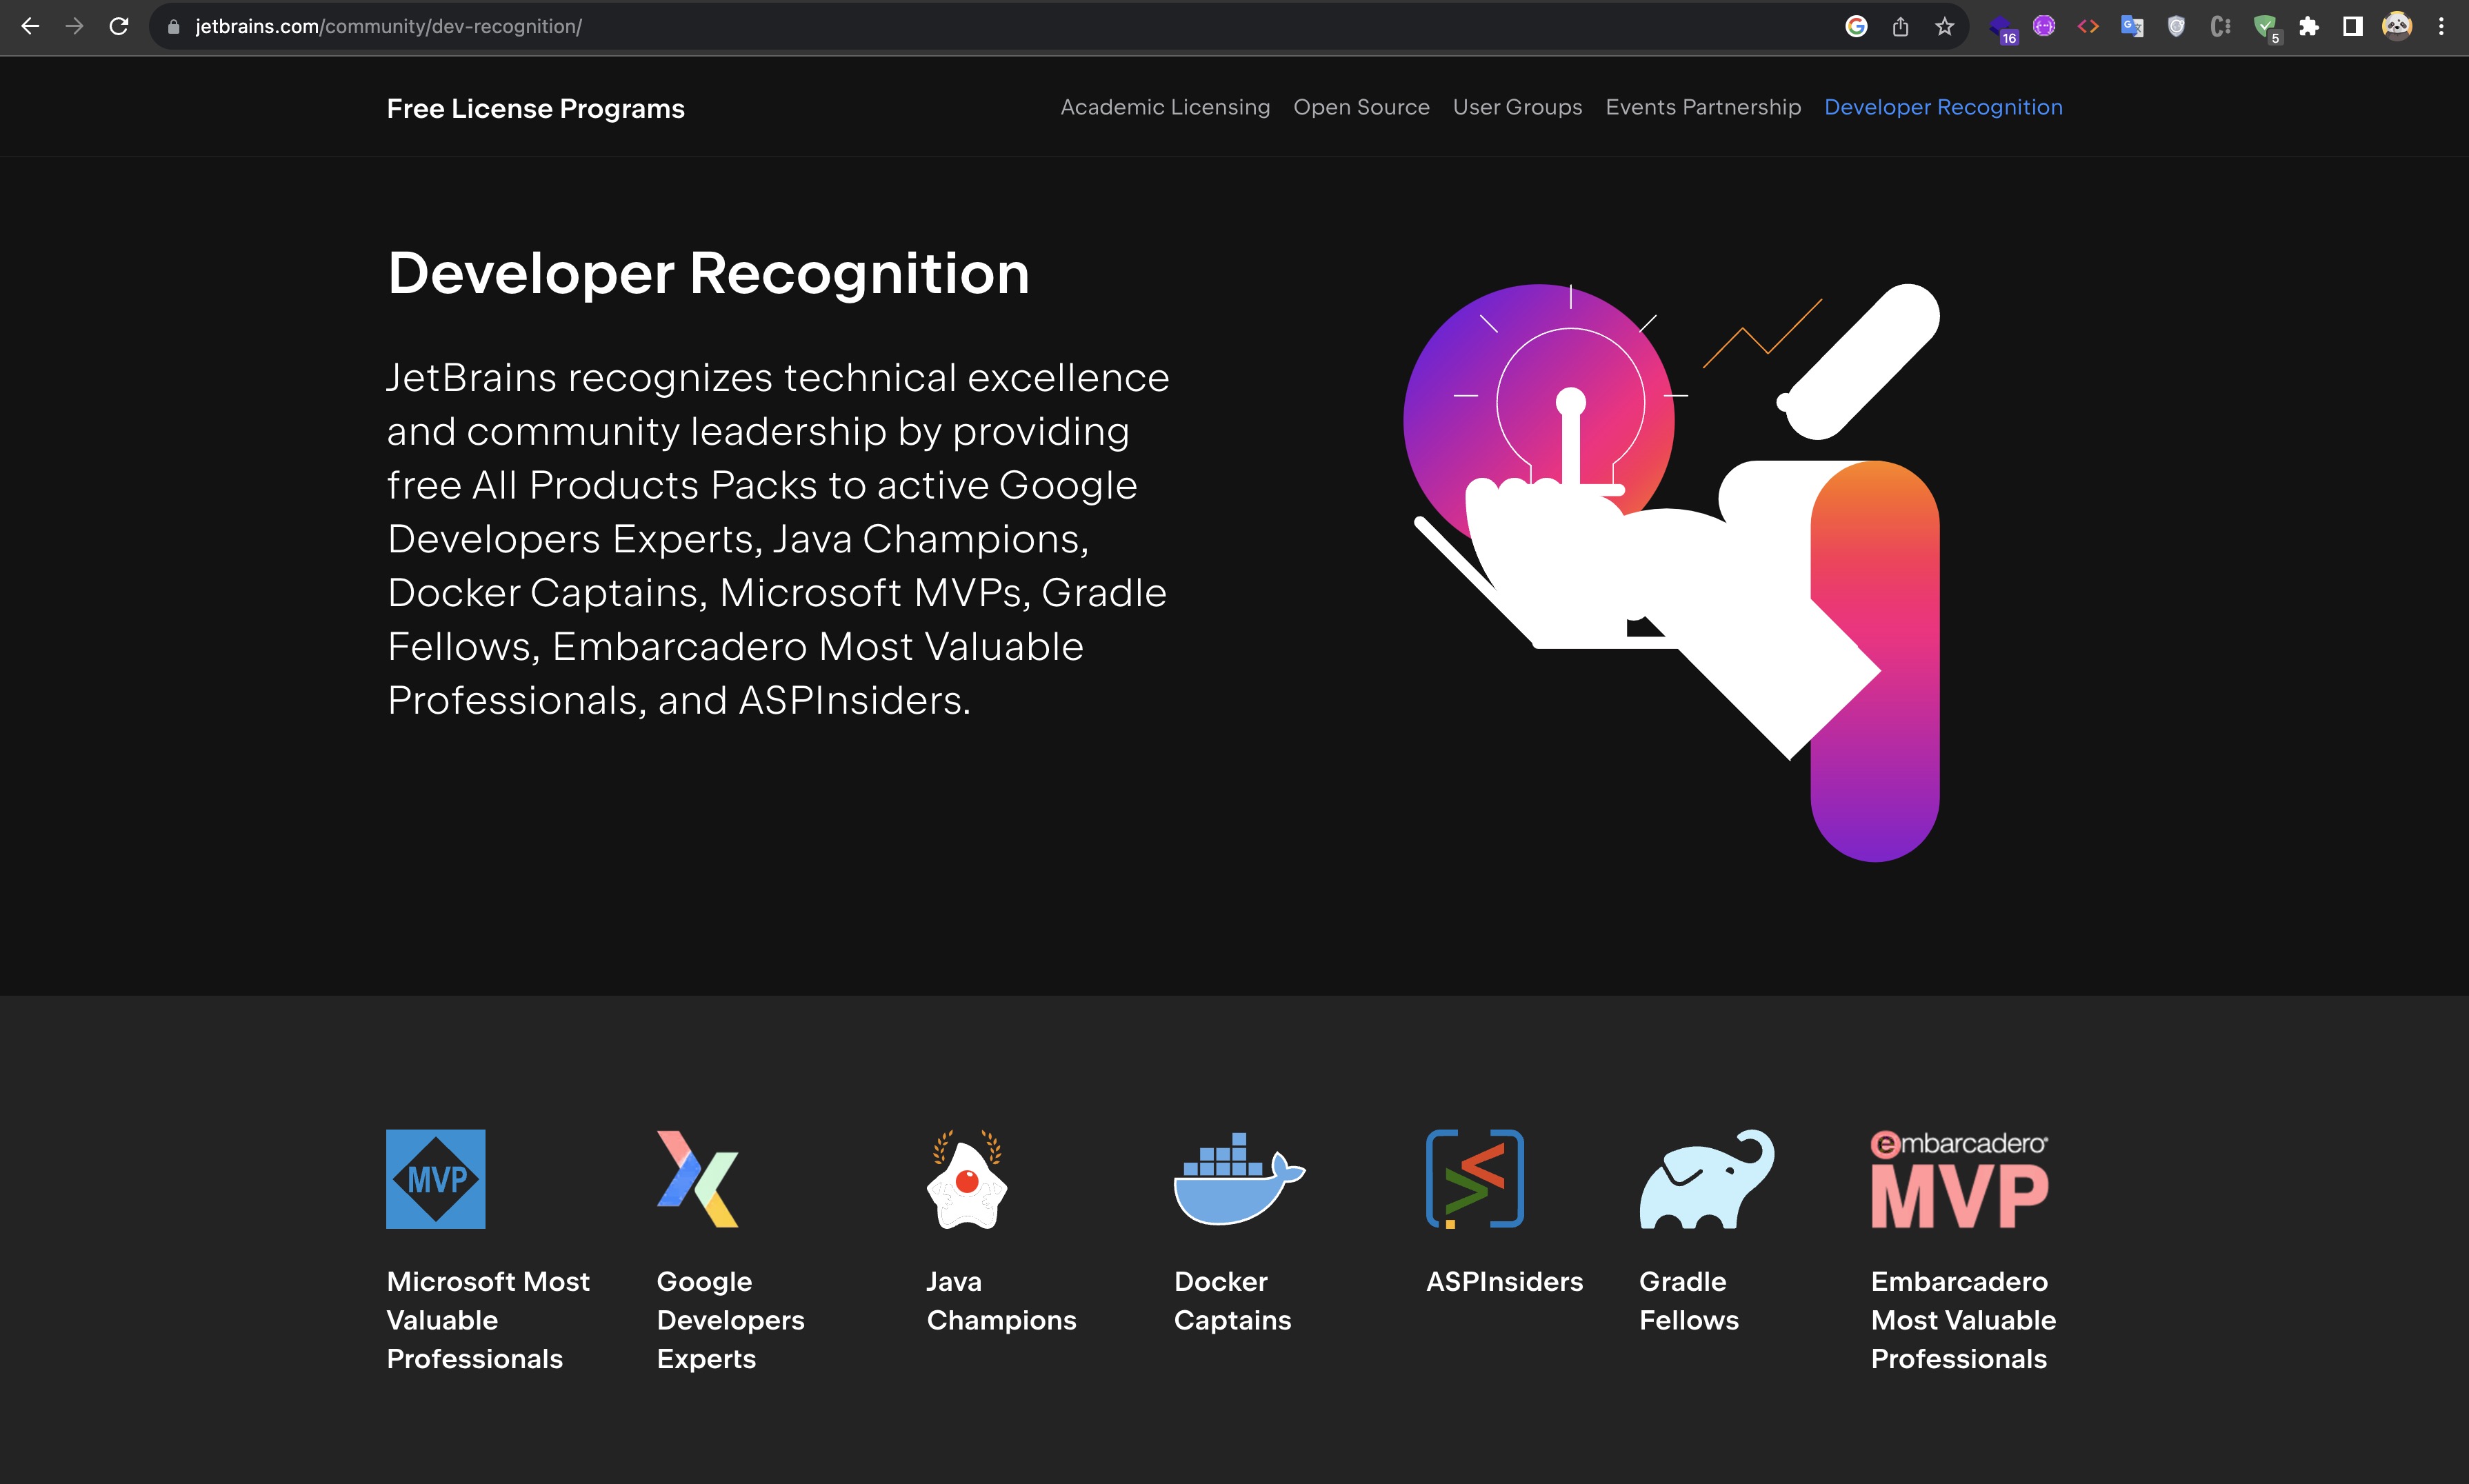 jetbrains.com/community/dev-recognition/
16
5
Free License Programs
Academic Licensing
Open Source
User Groups
Events Partnership
Developer Recognition
Developer Recognition
JetBrains recognizes technical excellence
and community leadership by providing
free All Products Packs to active Google
Developers Experts, Java Champions,
Docker Captains, Microsoft MVPs, Gradle
Fellows, Embarcadero Most Valuable
Professionals, and ASPInsiders.
MVP
embarcadero
MVP
Microsoft Most
Valuable
Professionals
Google
Developers
Experts
Java
Champions
Docker
Captains
ASPInsiders
Gradle
Fellows
Embarcadero
Most Valuable
Professionals